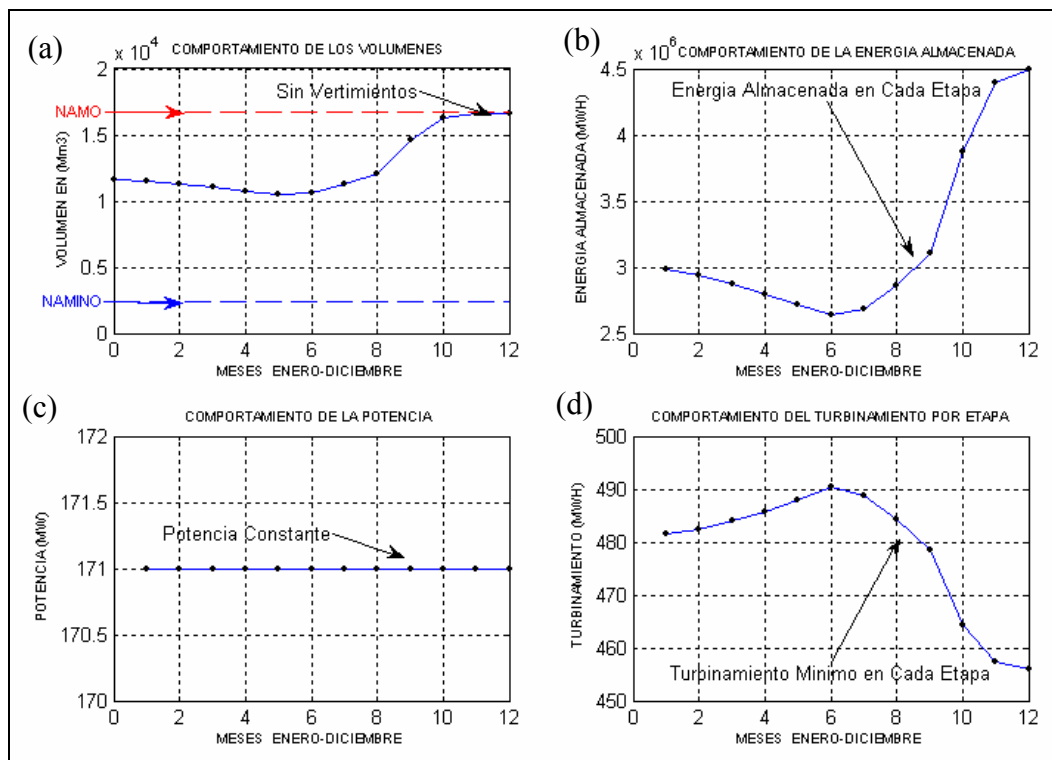 (a)
x 10^4
COMPORTAMIENTO DE LOS VOLUMENES
2
1.5
1
0.5
0
VOLUMEN EN (Mm3)
NAMO
NAMINO
Sin Vertimientos
0 2 4 6 8 10 12
MESES ENERO-DICIEMBRE
(b)
x 10^6
COMPORTAMIENTO DE LA ENERGIA ALMACENADA
4.5
4
3.5
3
2.5
ENERGIA ALMACENADA (MWH)
Energia Almacenada en Cada Etapa
0 2 4 6 8 10 12
MESES ENERO-DICIEMBRE
(c)
COMPORTAMIENTO DE LA POTENCIA
172
171.5
171
170.5
170
POTENCIA (MW)
Potencia Constante
0 2 4 6 8 10 12
MESES ENERO-DICIEMBRE
(d)
COMPORTAMIENTO DEL TURBINAMIENTO POR ETAPA
500
490
480
470
460
450
TURBINAMIENTO (MWH)
Turbinamiento Minimo en Cada Etapa
0 2 4 6 8 10 12
MESES ENERO-DICIEMBRE